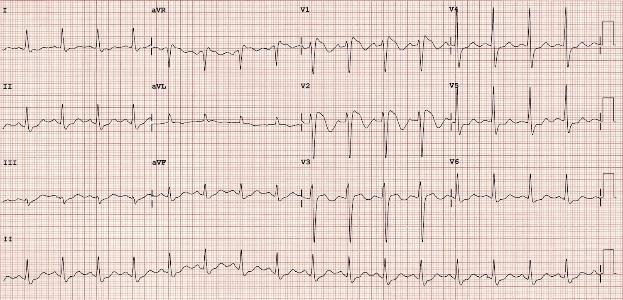 I aVR V1 V4
II aVL V2 V5
III aVF V3 V6
II